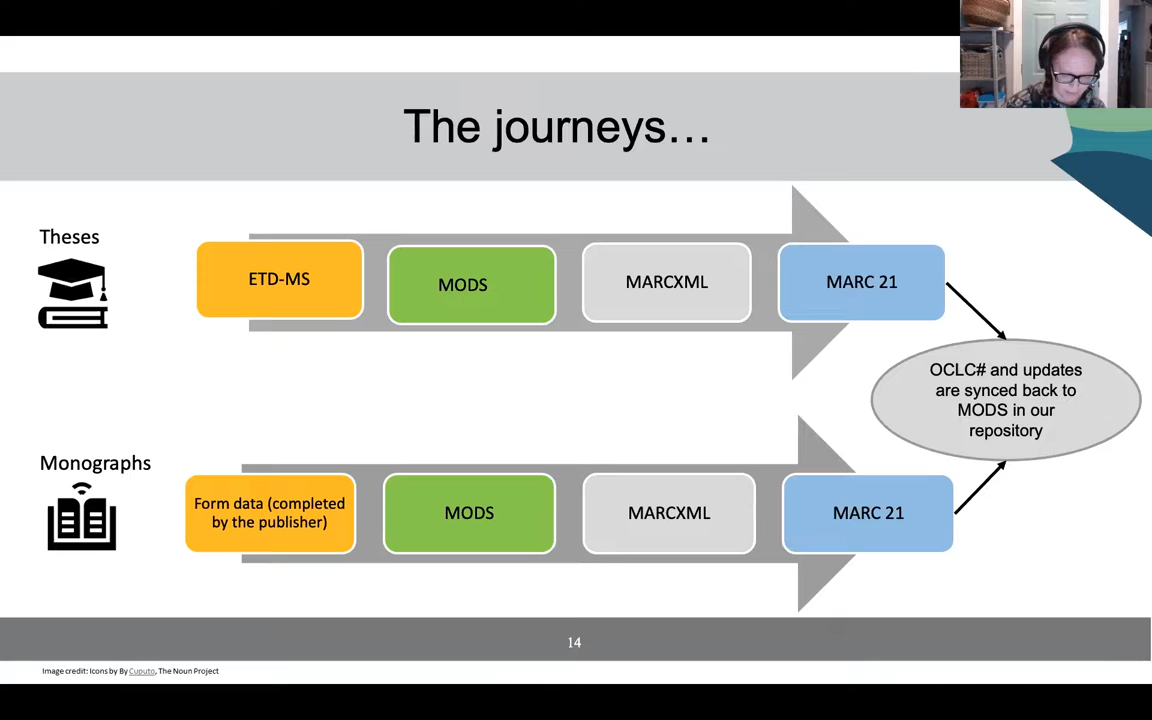 The journeys…
Theses
ETD-MS
MODS
MARCXML
MARC 21
OCLC# and updates
are synced back to
MODS in our
repository
Monographs
Form data (completed
by the publisher)
MODS
MARCXML
MARC 21
14
Image credit: Icons by By Cuputo, The Noun Project